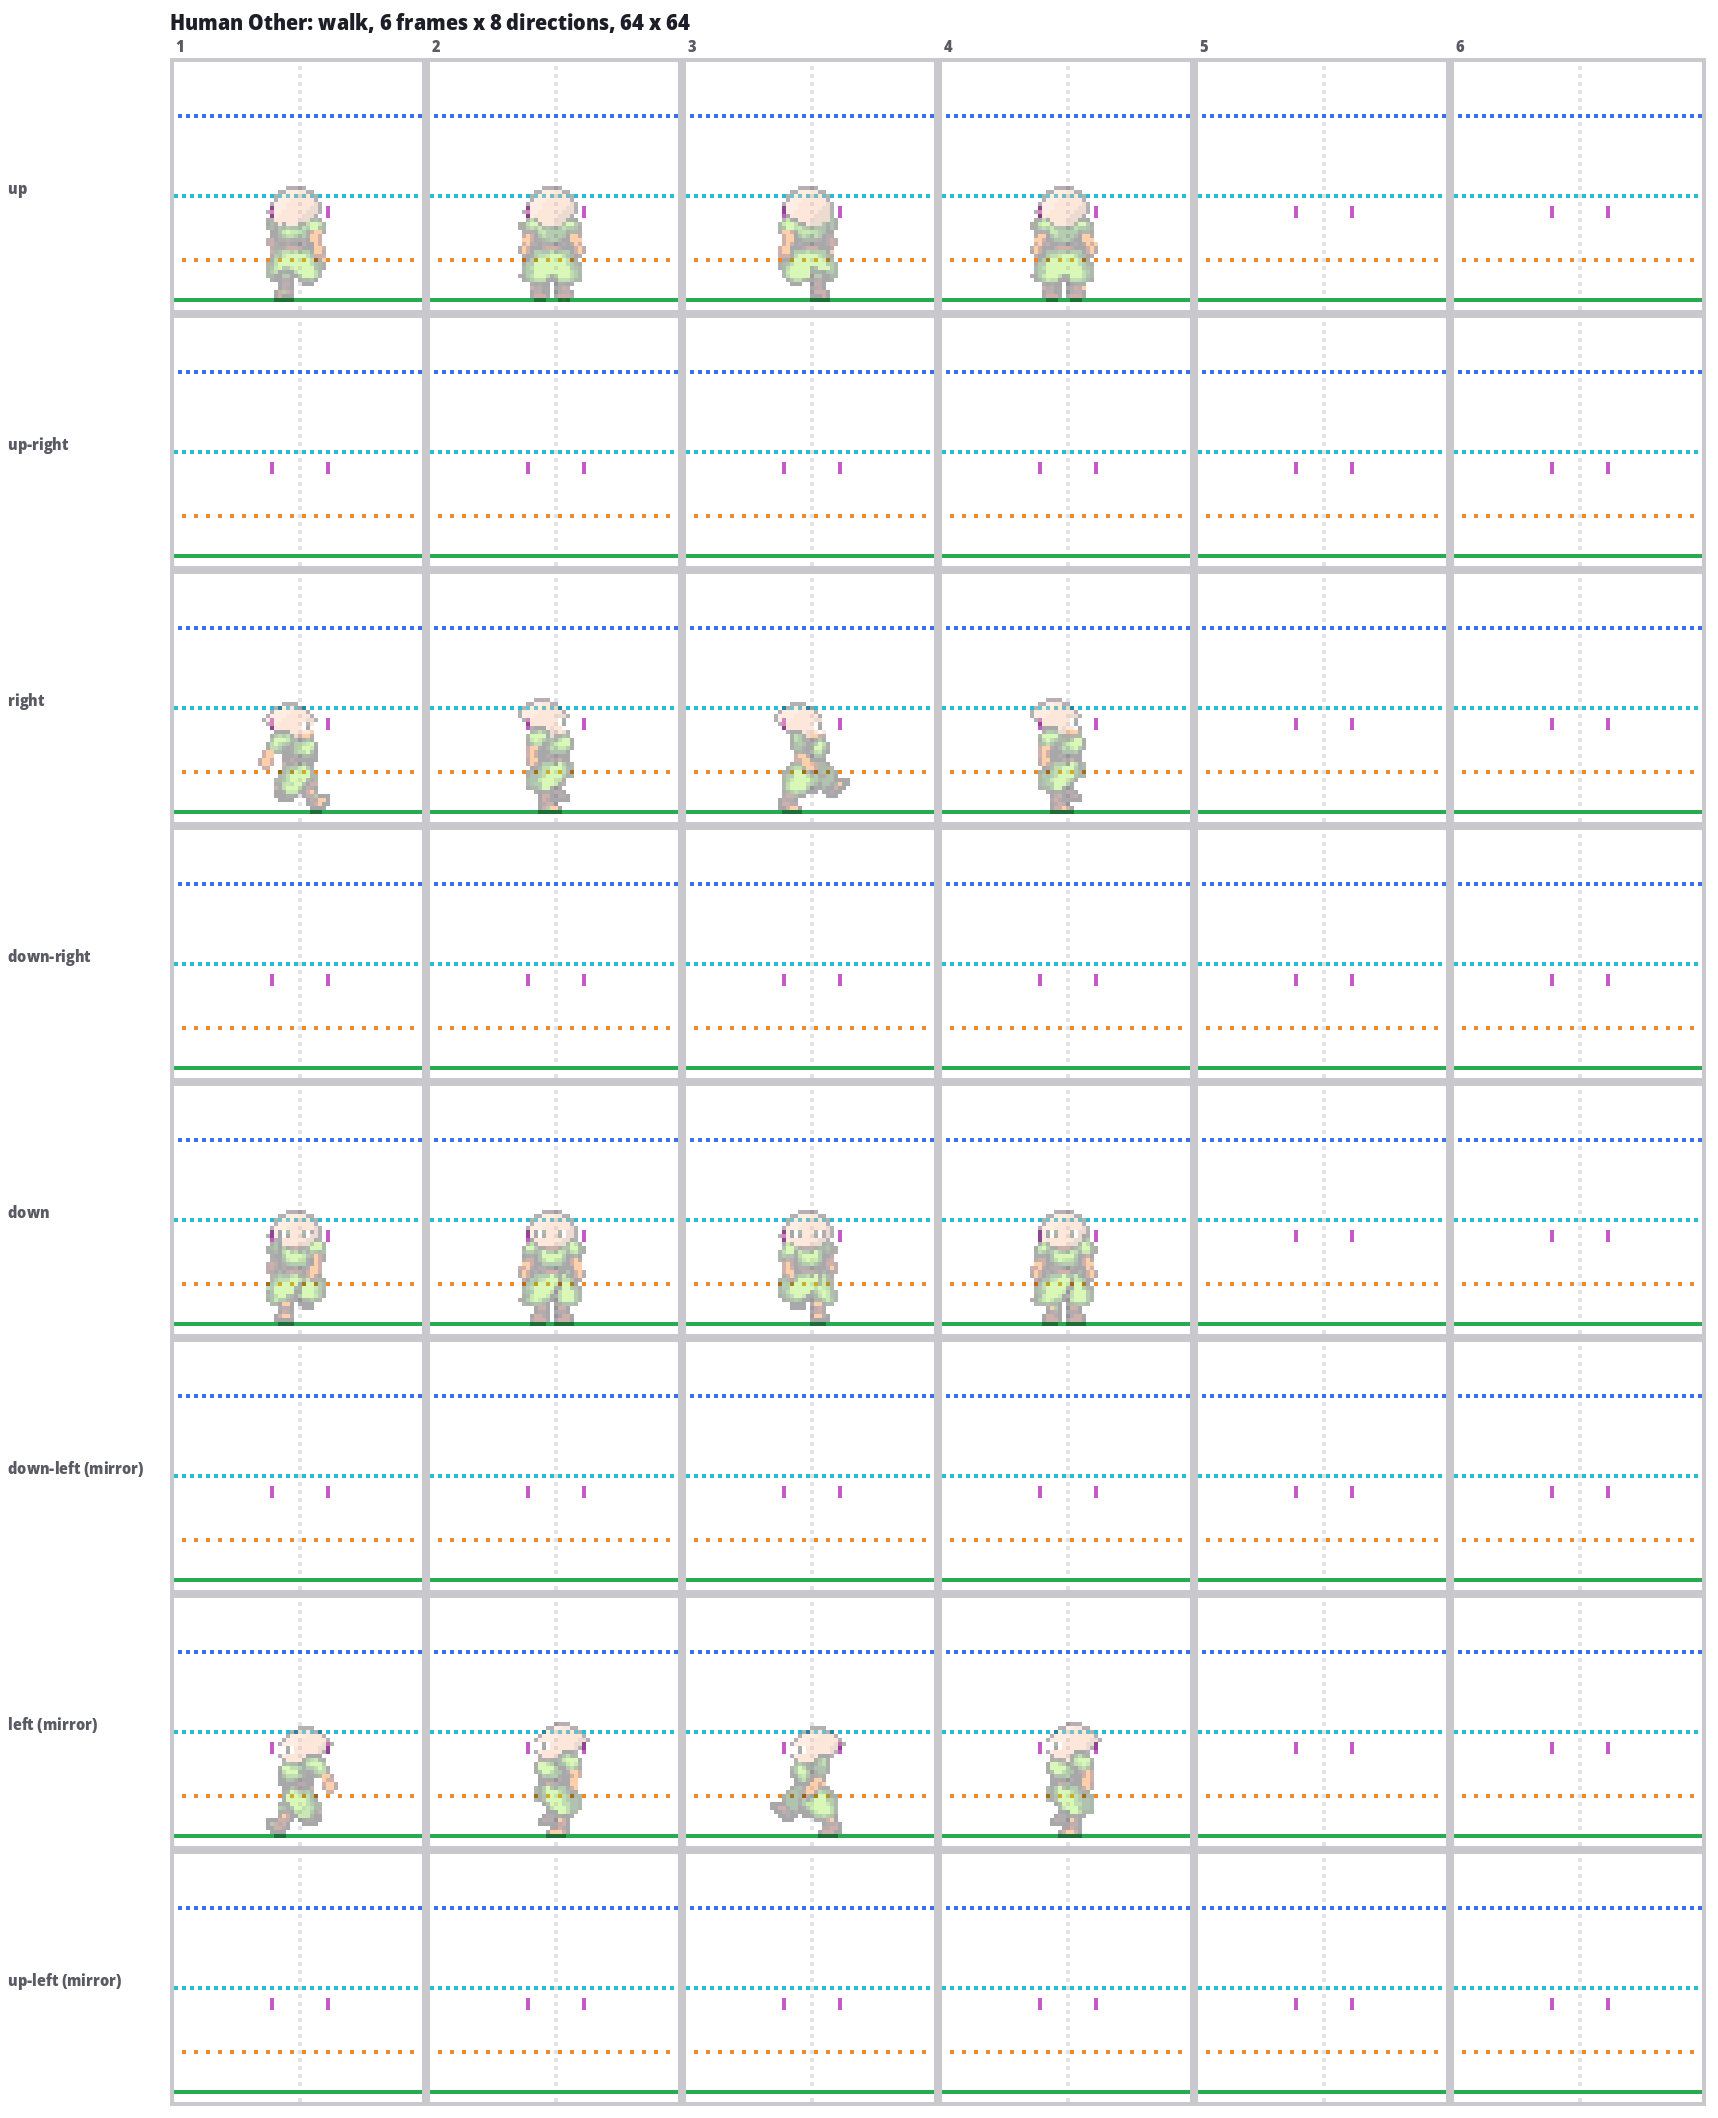 Human Other: walk, 6 frames x 8 directions, 64 x 64
1 2 3 4 5 6
up
up-right
right
down-right
down
down-left (mirror)
left (mirror)
up-left (mirror)